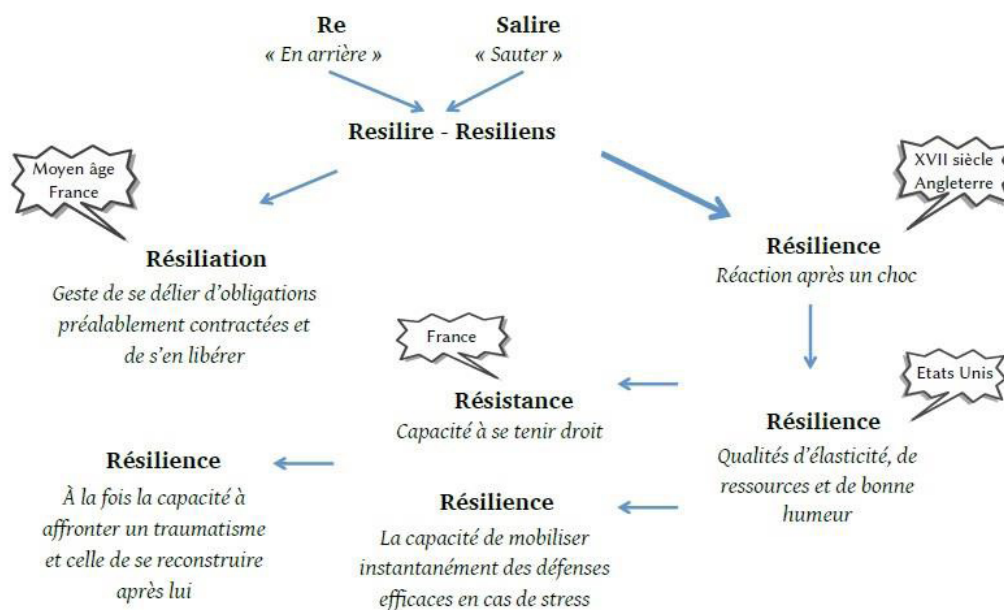 Re
« En arrière »
Salire
« Sauter »
Resilire - Resiliens
Moyen âge
France
XVII siècle
Angleterre
Résiliation
Geste de se délier d’obligations
préalablement contractées et
de s’en libérer
Résilience
Réaction après un choc
France
Etats Unis
Résistance
Capacité à se tenir droit
Résilience
Qualités d’élasticité, de
ressources et de bonne
humeur
Résilience
À la fois la capacité à
affronter un traumatisme
et celle de se reconstruire
après lui
Résilience
La capacité de mobiliser
instantanément des défenses
efficaces en cas de stress